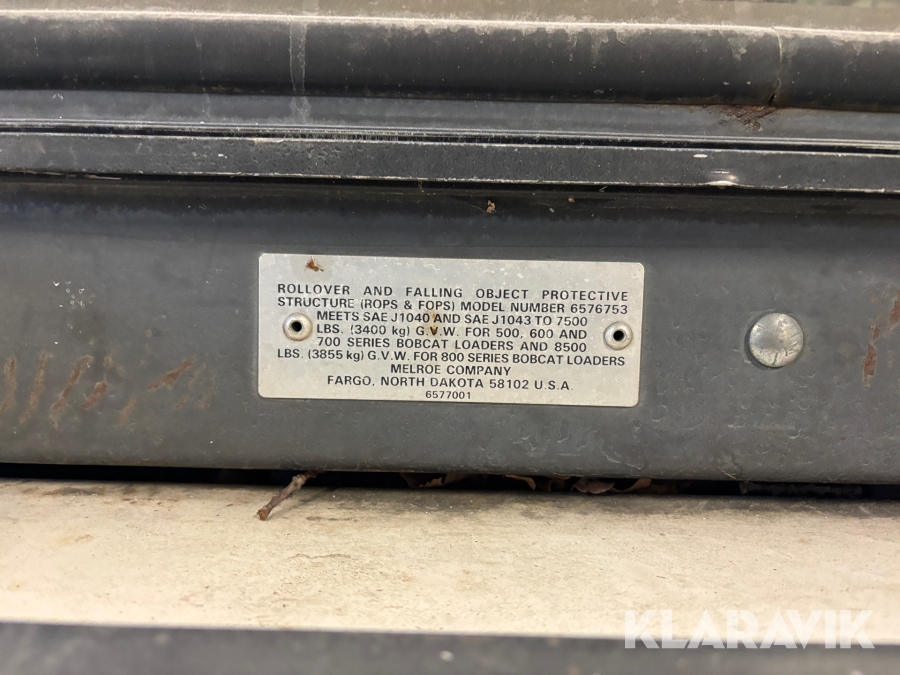 ROLLOVER AND FALLING OBJECT PROTECTIVE
STRUCTURE (ROPS & FOPS) MODEL NUMBER 6576753
MEETS SAE J1040 AND SAE J1043 TO 7500
LBS. (3400 kg) G.V.W. FOR 500, 600 AND
700 SERIES BOBCAT LOADERS AND 8500
LBS. (3855 kg) G.V.W. FOR 800 SERIES BOBCAT LOADERS
MELROE COMPANY
FARGO, NORTH DAKOTA 58102 U.S.A.
6577001
KLARAVIK